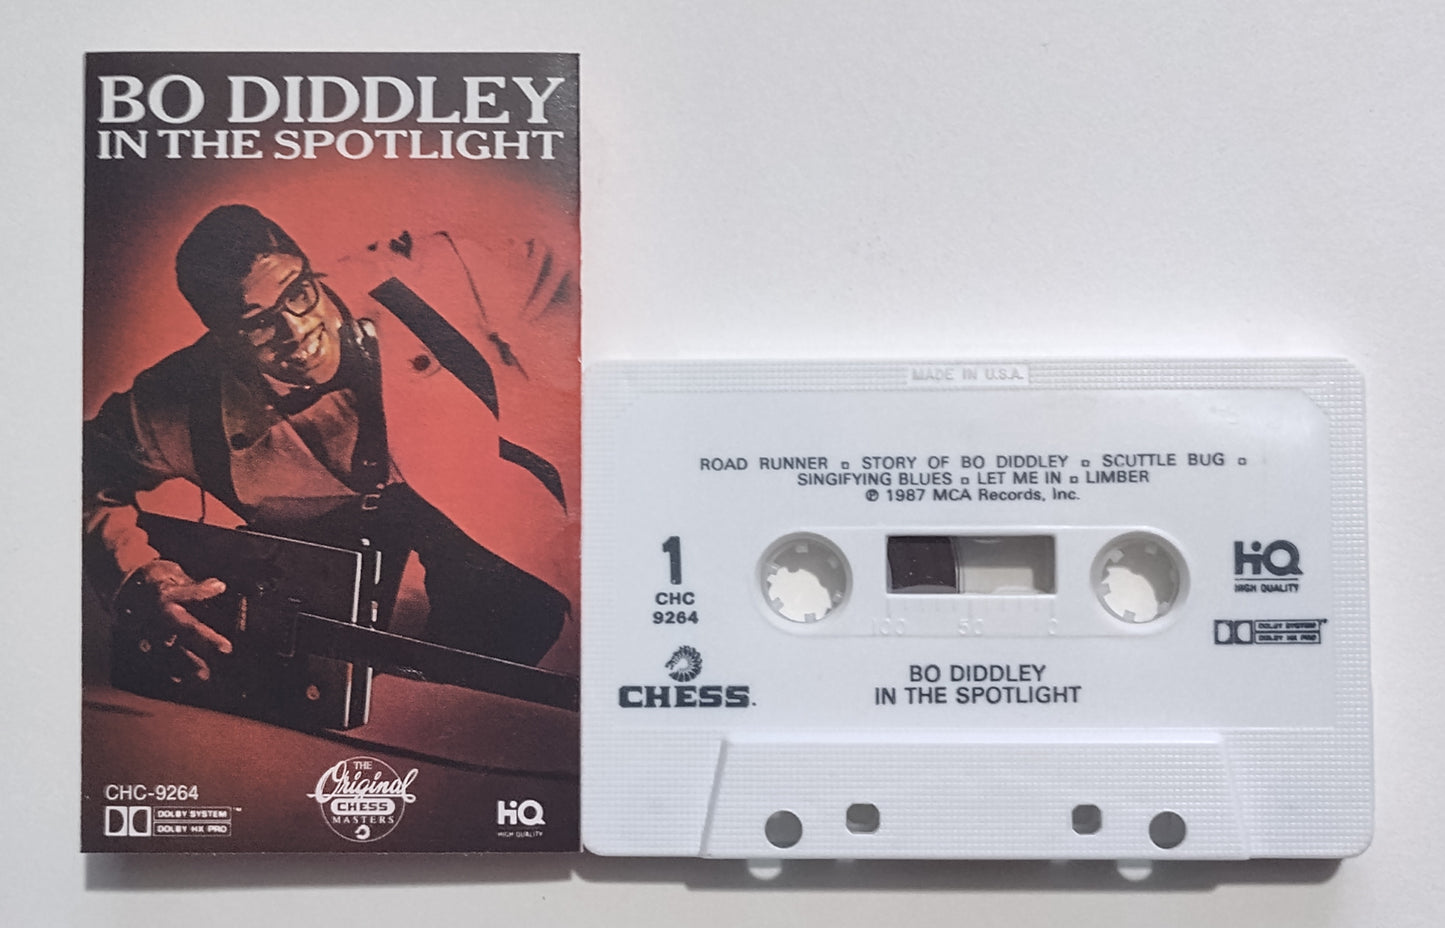 BO DIDDLEY
IN THE SPOTLIGHT
CHC-9264
DOLBY SYSTEM™
DOLBY HX PRO
THE
Original
CHESS
MASTERS
HQ
HIGH QUALITY
MADE IN U.S.A.
ROAD RUNNER ▫ STORY OF BO DIDDLEY ▫ SCUTTLE BUG ▫
SINGIFYING BLUES ▫ LET ME IN ▫ LIMBER
℗ 1987 MCA Records, Inc.
1
CHC
9264
CHESS.
100 50 0
HQ
HIGH QUALITY
DOLBY SYSTEM
DOLBY HX PRO
BO DIDDLEY
IN THE SPOTLIGHT